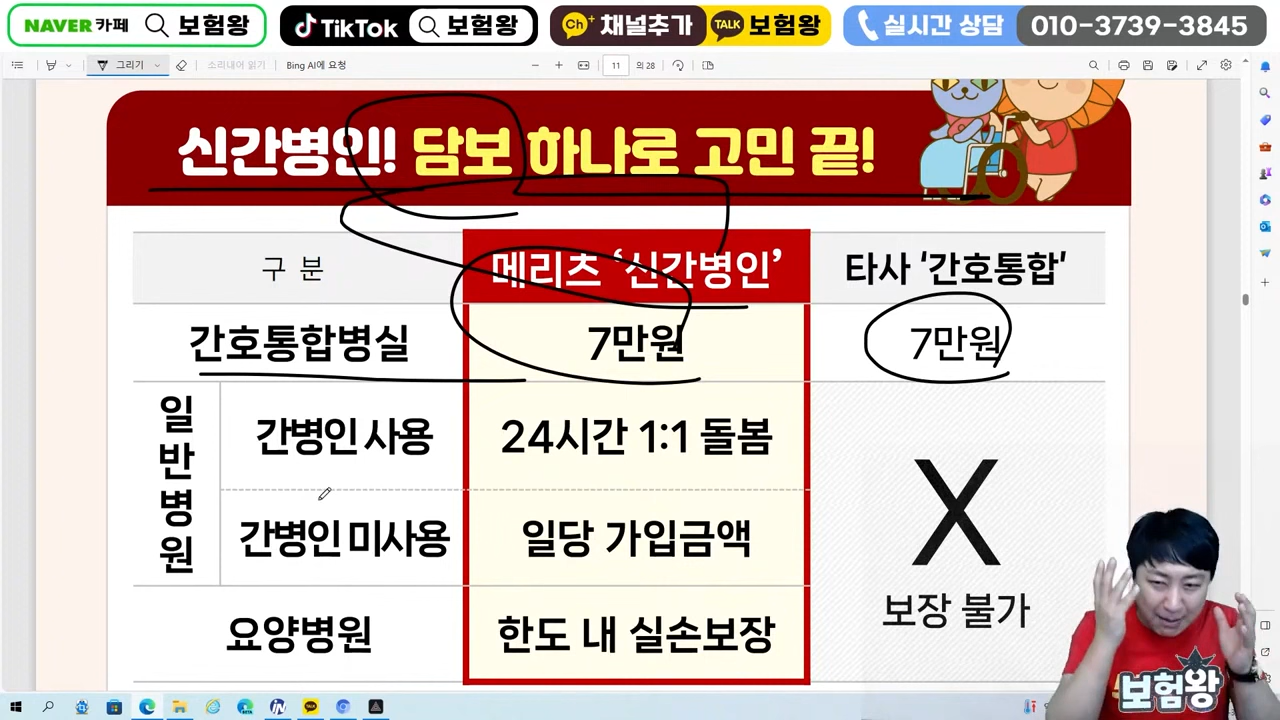 NAVER 카페 보험왕 TikTok 보험왕 Ch+ 채널추가 TALK 보험왕 실시간 상담 010-3739-3845
그리기 소리내어 읽기 Bing AI에 요청 11 의 28
신간병인! 담보 하나로 고민 끝!
구 분 메리츠 ‘신간병인’ 타사 ‘간호통합’
간호통합병실 7만원 7만원
일반병원
간병인 사용 24시간 1:1 돌봄
X
간병인 미사용 일당 가입금액
보장 불가
요양병원 한도 내 실손보장
보험왕